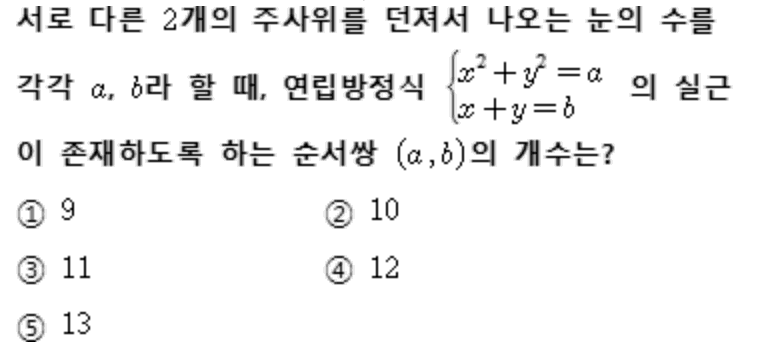 서로 다른 2개의 주사위를 던져서 나오는 눈의 수를
각각 a, b라 할 때, 연립방정식 {x²+y²=a x+y=b 의 실근
이 존재하도록 하는 순서쌍 (a,b)의 개수는?
① 9 ② 10
③ 11 ④ 12
⑤ 13